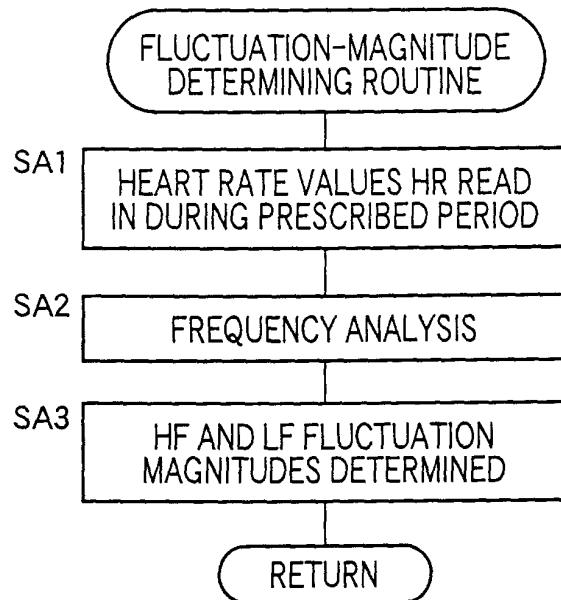 FLUCTUATION-MAGNITUDE
DETERMINING ROUTINE
SA1
HEART RATE VALUES HR READ
IN DURING PRESCRIBED PERIOD
SA2
FREQUENCY ANALYSIS
SA3
HF AND LF FLUCTUATION
MAGNITUDES DETERMINED
RETURN